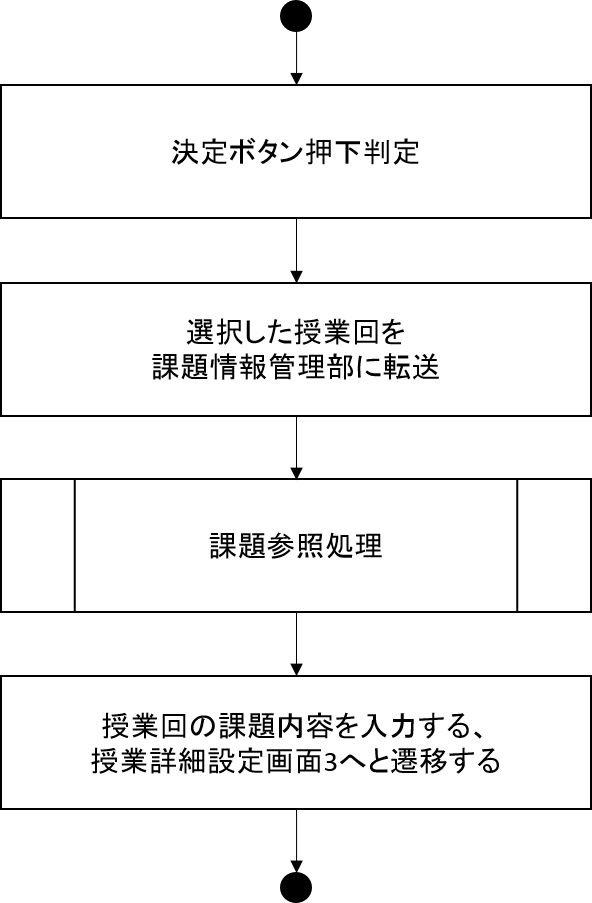 決定ボタン押下判定
選択した授業回を
課題情報管理部に転送
課題参照処理
授業回の課題内容を入力する、
授業詳細設定画面3へと遷移する